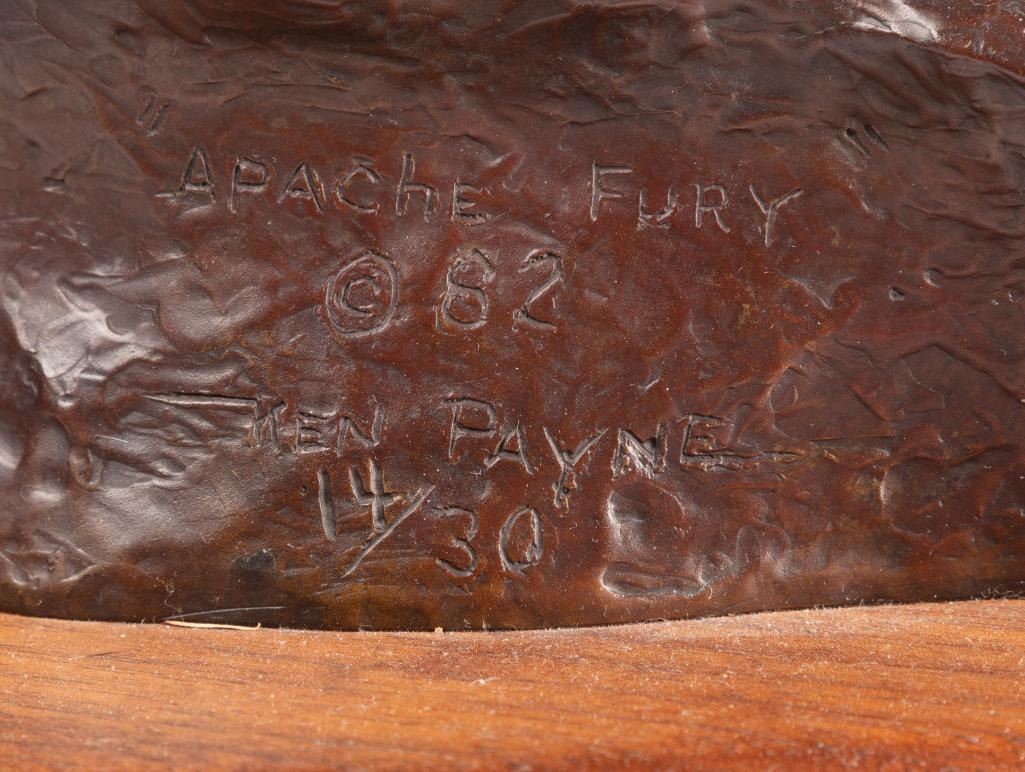 "APAChE FURY"
© 82
KEN PAYNE
14/30